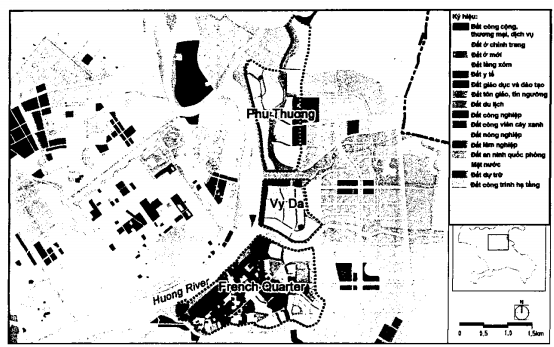 Phu Thuong
Vy Da
French Quarter
Huong River
Ký hiệu:
Đất công cộng,
thương mại, dịch vụ
Đất ở chỉnh trang
Đất ở mới
Đất làng xóm
Đất y tế
Đất giáo dục và đào tạo
Đất tôn giáo, tín ngưỡng
Đất du lịch
Đất công nghiệp
Đất công viên cây xanh
Đất nông nghiệp
Đất lâm nghiệp
Đất an ninh quốc phòng
Mặt nước
Đất dự trữ
Đất công trình hạ tầng
N
0 0,5 1,0 1,5km